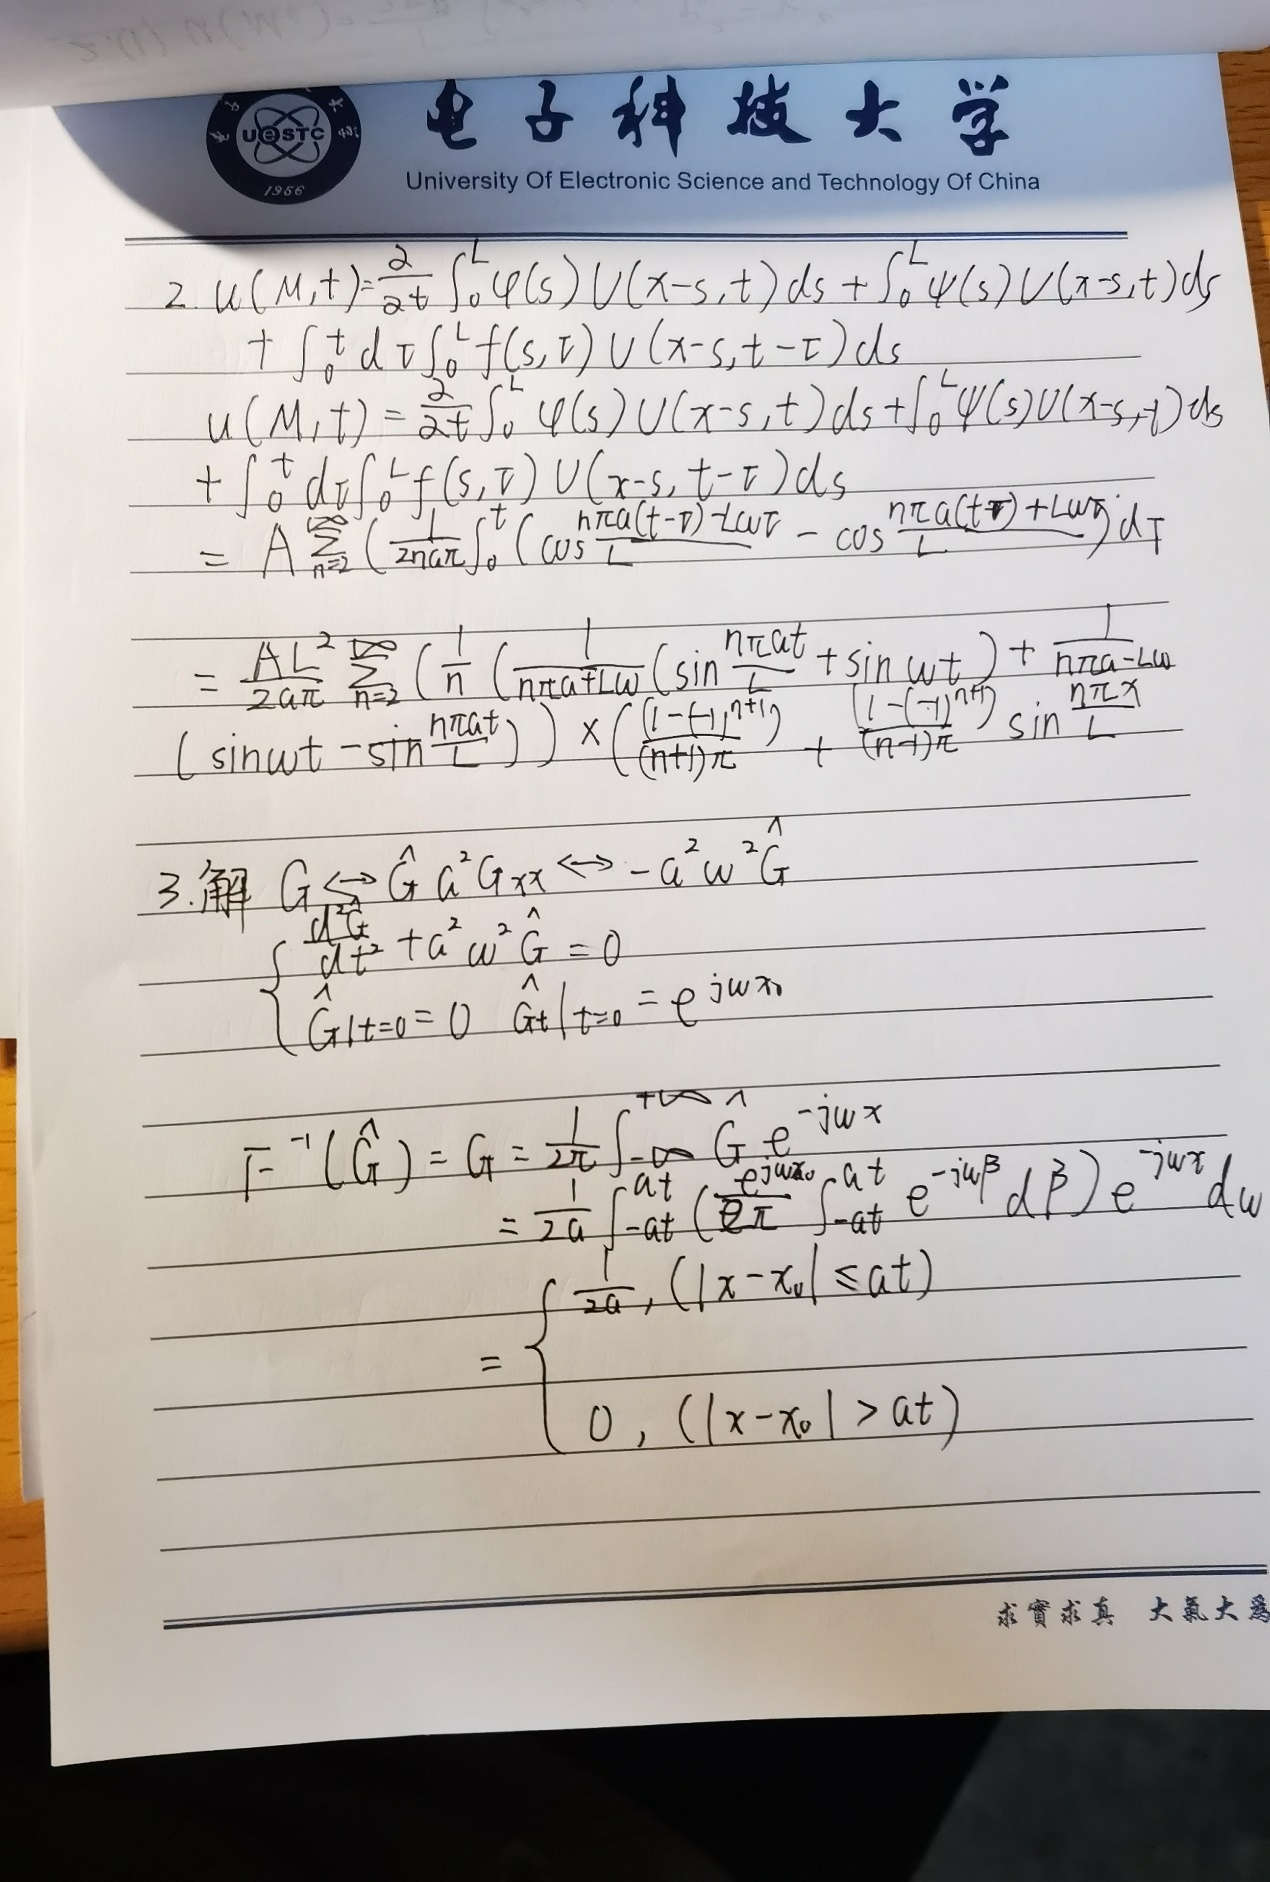 UESTC
1956
电子科技大学
University Of Electronic Science and Technology Of China
2. u(M,t)=∂/∂t ∫₀ᴸ φ(s) U(x-s,t) ds + ∫₀ᴸ ψ(s) U(x-s,t) ds
+ ∫₀ᵗ dτ ∫₀ᴸ f(s,τ) U(x-s, t-τ) ds
u(M,t) = ∂/∂t ∫₀ᴸ φ(s) U(x-s,t) ds + ∫₀ᴸ ψ(s) U(x-s,t) ds
+ ∫₀ᵗ dτ ∫₀ᴸ f(s,τ) U(x-s, t-τ) ds
= A ∑_{n=2}^∞ ( 1/(2naπ) ∫₀ᵗ ( cos (nπa(t-τ)-Lωτ)/L - cos (nπa(t-τ)+Lωτ)/L ) dτ
= AL²/(2aπ) ∑_{n=2}^∞ ( 1/n ( 1/(nπa+Lω) ( sin nπat/L + sin ωt ) + 1/(nπa-Lω)
( sin ωt - sin nπat/L ) ) × ( (1-(-1)^{n+1})/((n+1)π) + (1-(-1)^{n+1})/((n-1)π) sin nπx/L
3. 解 G ↔ Ĝ a²Gxx ↔ -a²ω²Ĝ
{ d²Ĝ/dt² + a²ω²Ĝ = 0
Ĝ|t=0 = 0 Ĝt|t=0 = e^{jωx₀}
F⁻¹(Ĝ) = G = 1/2π ∫_{-∞}^{+∞} Ĝ e^{-jωx}
= 1/2a ∫_{-at}^{at} ( e^{jωx₀}/2π ∫_{-at}^{at} e^{-jωβ} dβ ) e^{-jωx} dω
= { 1/2a, (|x-x₀| ≤ at)
0, (|x-x₀| > at)
求實求真 大氣大為